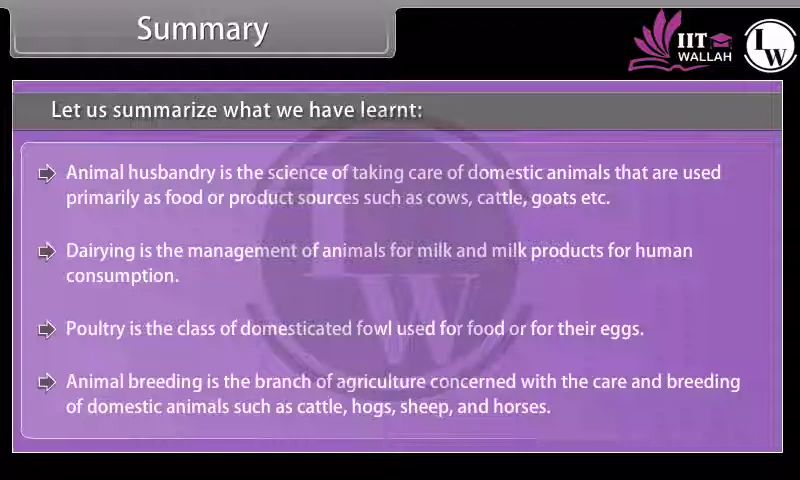 Summary
IIT
WALLAH
LW
Let us summarize what we have learnt:
Animal husbandry is the science of taking care of domestic animals that are used
primarily as food or product sources such as cows, cattle, goats etc.
Dairying is the management of animals for milk and milk products for human
consumption.
Poultry is the class of domesticated fowl used for food or for their eggs.
Animal breeding is the branch of agriculture concerned with the care and breeding
of domestic animals such as cattle, hogs, sheep, and horses.
LW